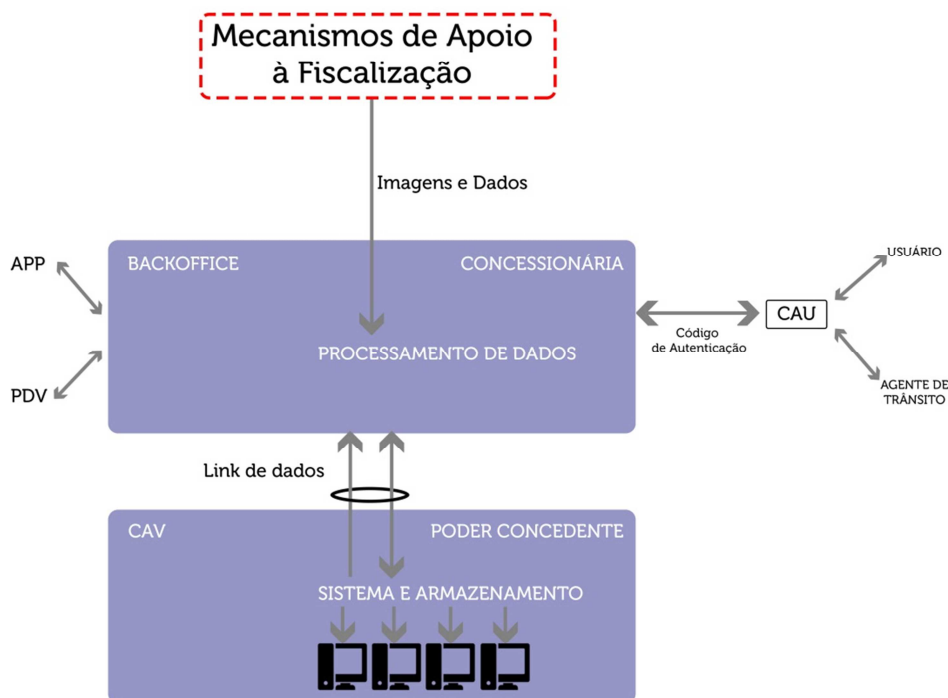 Mecanismos de Apoio
à Fiscalização
Imagens e Dados
APP
PDV
BACKOFFICE
CONCESSIONÁRIA
PROCESSAMENTO DE DADOS
Código
de Autenticação
CAU
USUÁRIO
AGENTE DE
TRÂNSITO
Link de dados
CAV
PODER CONCEDENTE
SISTEMA E ARMAZENAMENTO